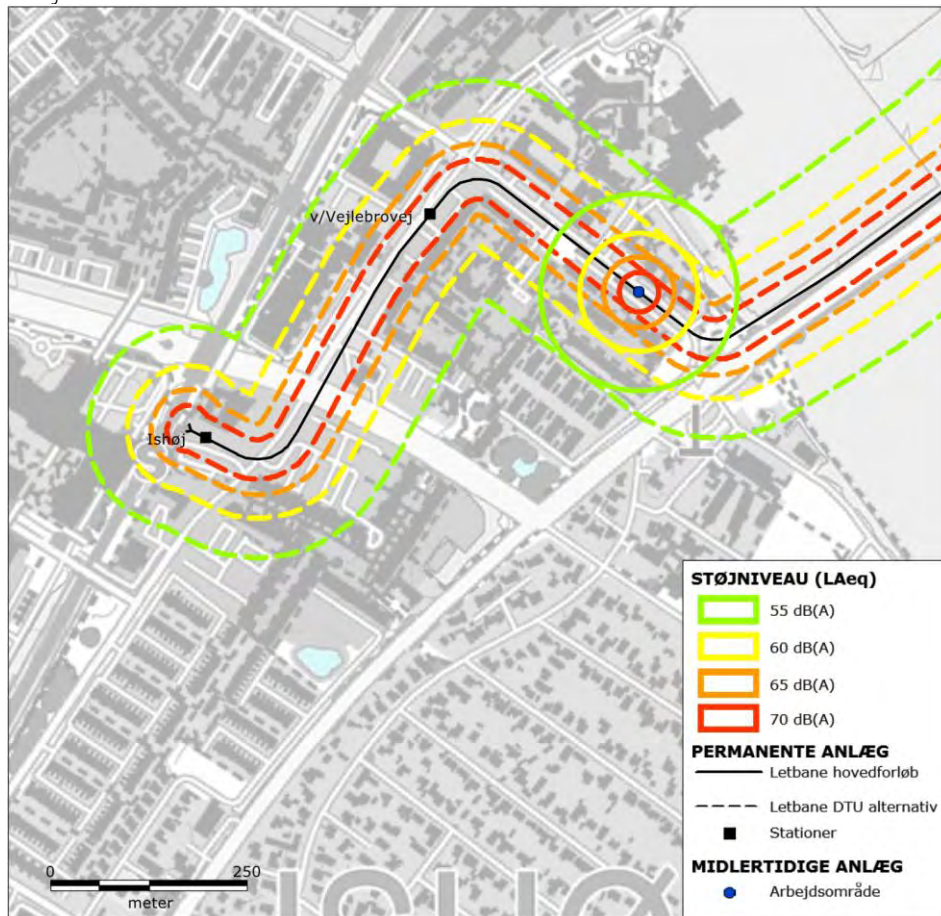 v/Vejlebrovej
Ishøj
STØJNIVEAU (LAeq)
55 dB(A)
60 dB(A)
65 dB(A)
70 dB(A)
PERMANENTE ANLÆG
Letbane hovedforløb
Letbane DTU alternativ
Stationer
MIDLERTIDIGE ANLÆG
Arbejdsområde
0 250
meter